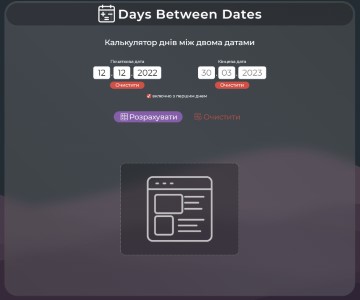 Days Between Dates
Калькулятор днів між двома датами
Початкова дата
Кінцева дата
12 12 2022
30 03 2023
Очистити
Очистити
включно з першим днем
Розрахувати
Очистити